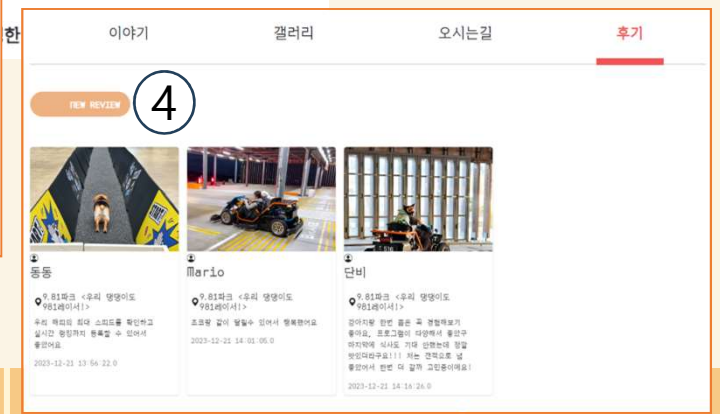 한
이야기
갤러리
오시는길
후기
NEW REVIEW
4
동동
9.81파크 <우리 댕댕이도
981레이서!>
우리 해피의 최대 스피드를 확인하고
실시간 랭킹까지 등록할 수 있어서
좋았어요.
2023-12-21 13:56:22.0
Mario
9.81파크 <우리 댕댕이도
981레이서!>
초코랑 같이 달릴수 있어서 행복했어요
2023-12-21 14:01:05.0
단비
9.81파크 <우리 댕댕이도
981레이서!>
강아지랑 한번 쯤은 꼭 경험해보기
좋아요, 프로그램이 다양해서 좋았구
마지막에 식사도 기대 안했는데 정말
맛있더라구요!!! 저는 견적으로 넘
좋았어서 한번 더 갈까 고민중이에요!
2023-12-21 14:16:26.0